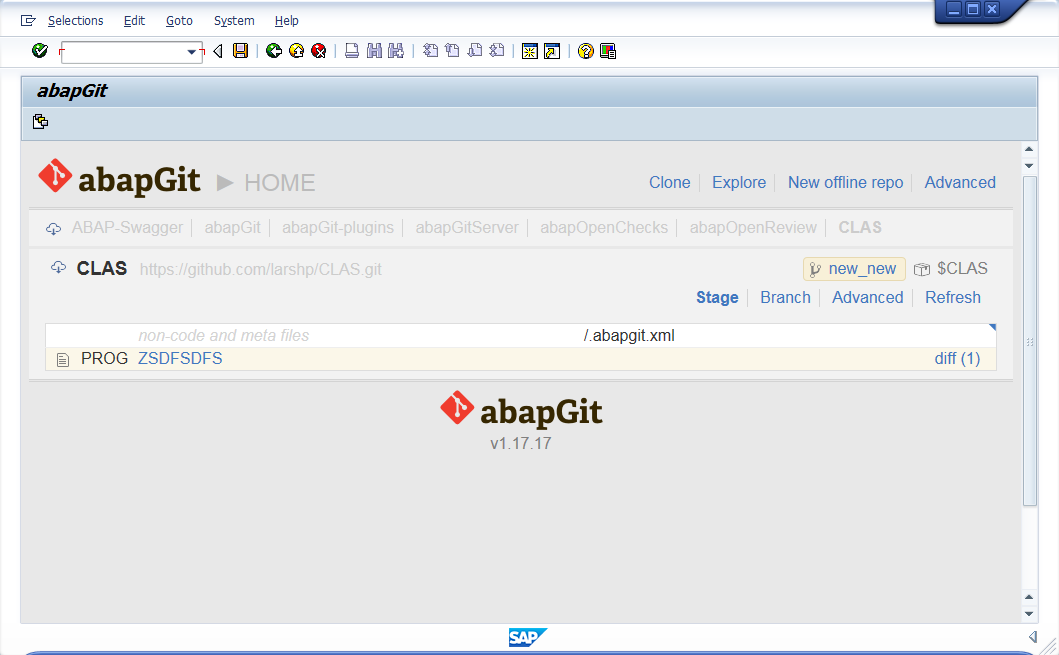 Selections Edit Goto System Help
abapGit
abapGit ▶ HOME Clone Explore New offline repo Advanced
ABAP-Swagger abapGit abapGit-plugins abapGitServer abapOpenChecks abapOpenReview CLAS
CLAS https://github.com/larshp/CLAS.git new_new $CLAS
Stage Branch Advanced Refresh
non-code and meta files /.abapgit.xml
PROG ZSDFSDFS diff (1)
abapGit
v1.17.17
SAP